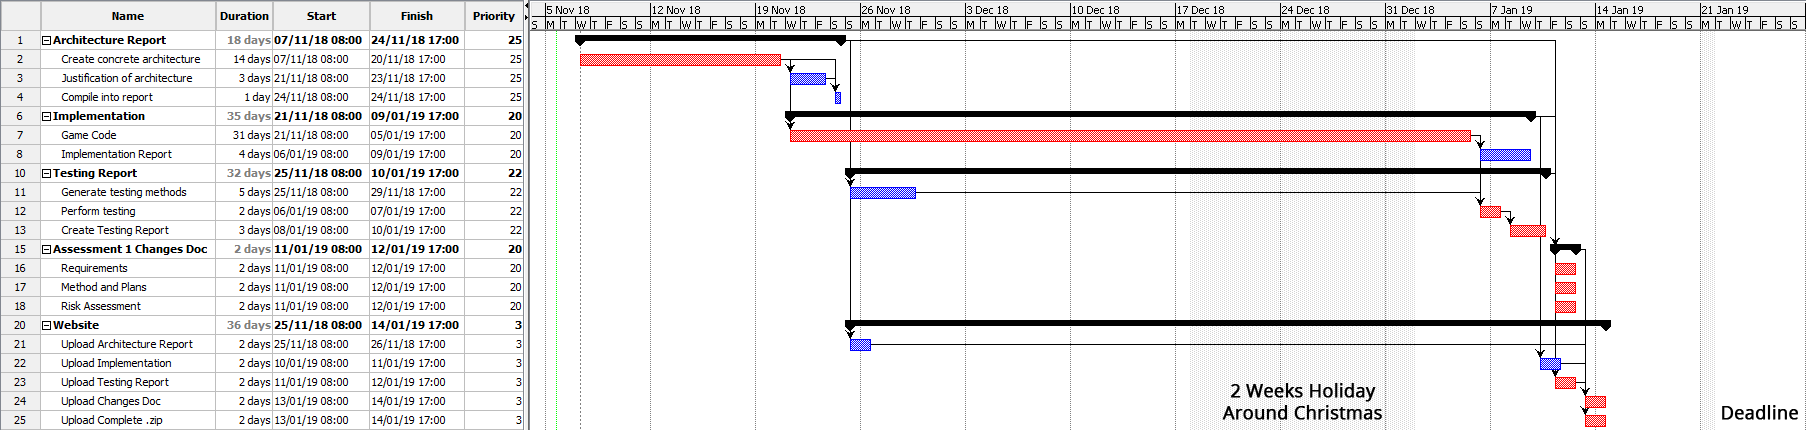 Name Duration Start Finish Priority
1 Architecture Report 18 days 07/11/18 08:00 24/11/18 17:00 25
2 Create concrete architecture 14 days 07/11/18 08:00 20/11/18 17:00 25
3 Justification of architecture 3 days 21/11/18 08:00 23/11/18 17:00 25
4 Compile into report 1 day 24/11/18 08:00 24/11/18 17:00 25
6 Implementation 35 days 21/11/18 08:00 09/01/19 17:00 20
7 Game Code 31 days 21/11/18 08:00 05/01/19 17:00 20
8 Implementation Report 4 days 06/01/19 08:00 09/01/19 17:00 20
10 Testing Report 32 days 25/11/18 08:00 10/01/19 17:00 22
11 Generate testing methods 5 days 25/11/18 08:00 29/11/18 17:00 22
12 Perform testing 2 days 06/01/19 08:00 07/01/19 17:00 22
13 Create Testing Report 3 days 08/01/19 08:00 10/01/19 17:00 22
15 Assessment 1 Changes Doc 2 days 11/01/19 08:00 12/01/19 17:00 20
16 Requirements 2 days 11/01/19 08:00 12/01/19 17:00 20
17 Method and Plans 2 days 11/01/19 08:00 12/01/19 17:00 20
18 Risk Assessment 2 days 11/01/19 08:00 12/01/19 17:00 20
20 Website 36 days 25/11/18 08:00 14/01/19 17:00 3
21 Upload Architecture Report 2 days 25/11/18 08:00 26/11/18 17:00 3
22 Upload Implementation 2 days 10/01/19 08:00 11/01/19 17:00 3
23 Upload Testing Report 2 days 11/01/19 08:00 12/01/19 17:00 3
24 Upload Changes Doc 2 days 13/01/19 08:00 14/01/19 17:00 3
25 Upload Complete .zip 2 days 13/01/19 08:00 14/01/19 17:00 3
5 Nov 18 12 Nov 18 19 Nov 18 26 Nov 18 3 Dec 18 10 Dec 18 17 Dec 18 24 Dec 18 31 Dec 18 7 Jan 19 14 Jan 19 21 Jan 19
S M T W T F S S M T W T F S S M T W T F S S M T W T F S S M T W T F S S M T W T F S S M T W T F S S M T W T F S S M T W T F S S M T W T F S S M T W T F S S M T W T F S S
2 Weeks Holiday
Around Christmas
Deadline